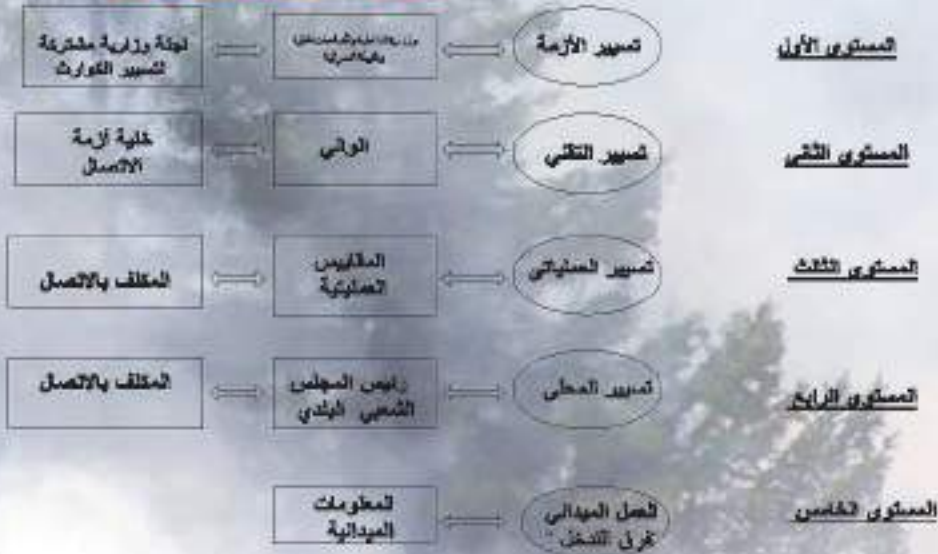 المستوى الأول
تسيير الأزمة
لجنة وزارية مشتركة
لتسيير الكوارث
المستوى الثاني
تسيير التقني
الوالي
خلية أزمة
الاتصال
المستوى الثالث
تسيير العملياتي
المقاييس
العملياتية
المكلف بالاتصال
المستوى الرابع
تسيير المحلي
رئيس المجلس
الشعبي البلدي
المكلف بالاتصال
المستوى الخامس
العمل الميداني
فرق التدخل
المعلومات
الميدانية